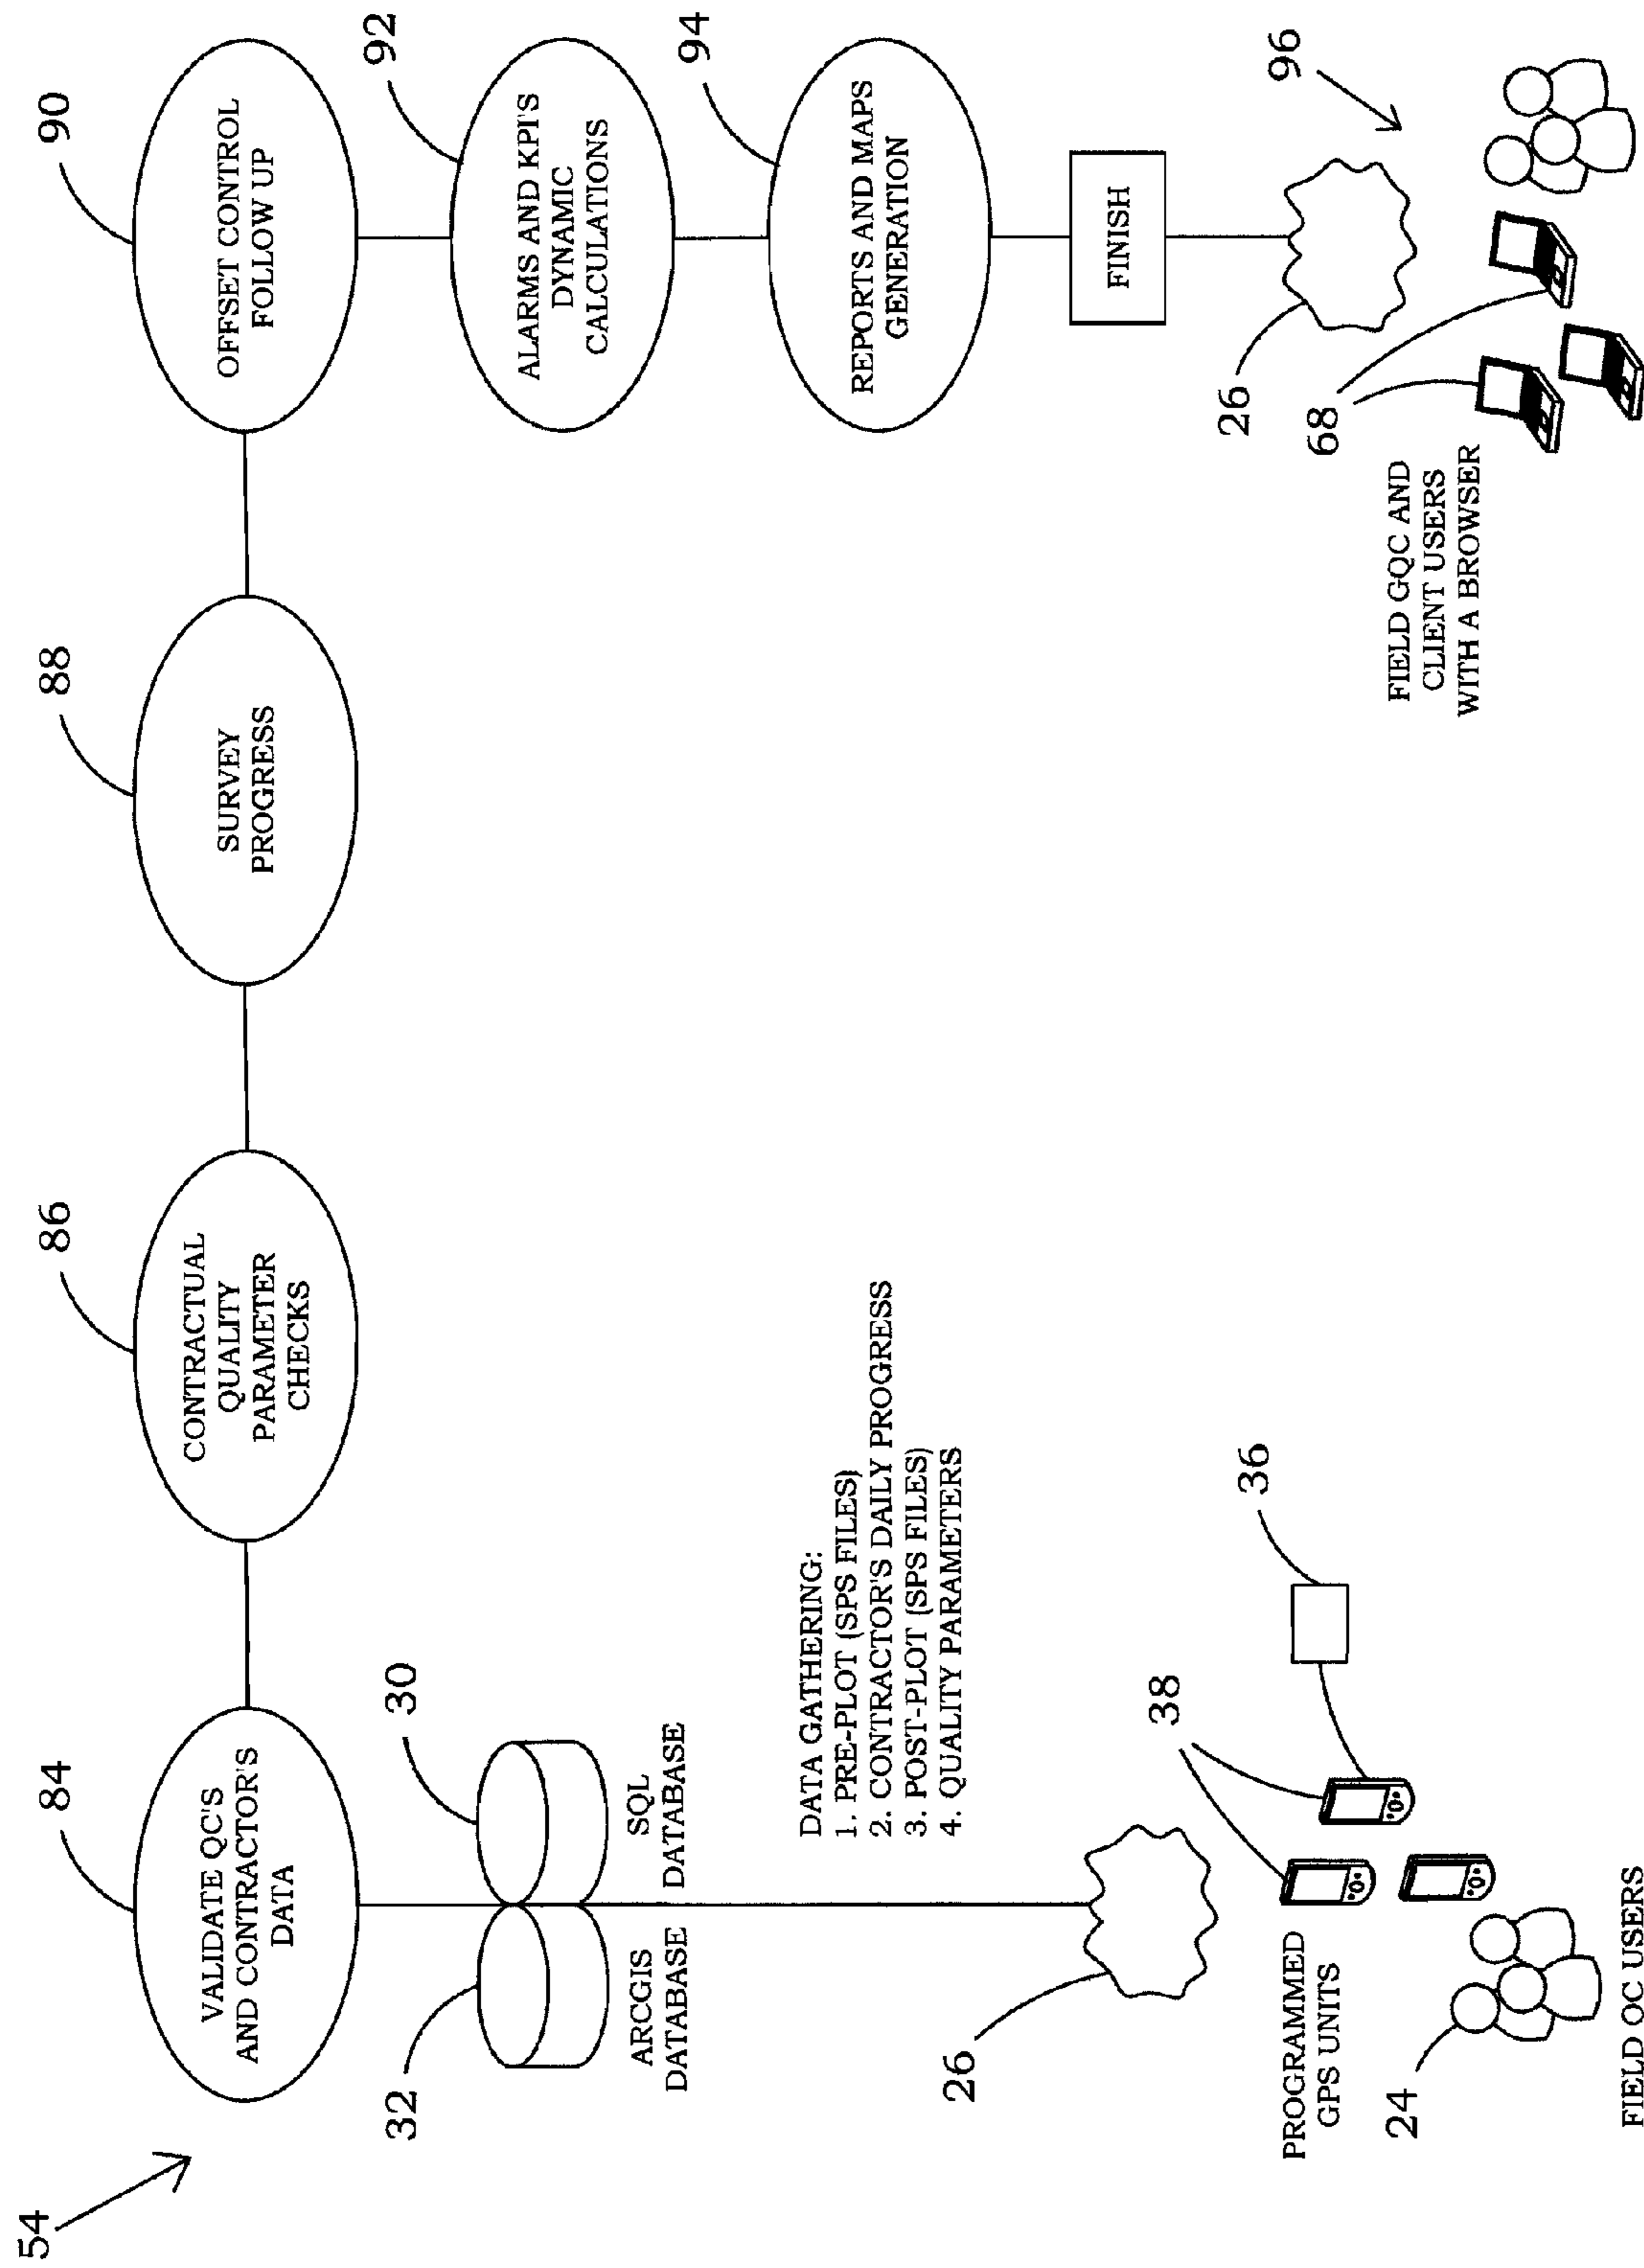 54
84
VALIDATE QC'S
AND CONTRACTOR'S
DATA
86
CONTRACTUAL
QUALITY
PARAMETER
CHECKS
88
SURVEY
PROGRESS
90
OFFSET CONTROL
FOLLOW UP
92
ALARMS AND KPI'S
DYNAMIC
CALCULATIONS
94
REPORTS AND MAPS
GENERATION
FINISH
32
30
ARCGIS
DATABASE
SQL
DATABASE
DATA GATHERING:
1. PRE-PLOT (SPS FILES)
2. CONTRACTOR'S DAILY PROGRESS
3. POST-PLOT (SPS FILES)
4. QUALITY PARAMETERS
26
PROGRAMMED
GPS UNITS
38
36
24
FIELD QC USERS
26
68
96
FIELD GQC AND
CLIENT USERS
WITH A BROWSER